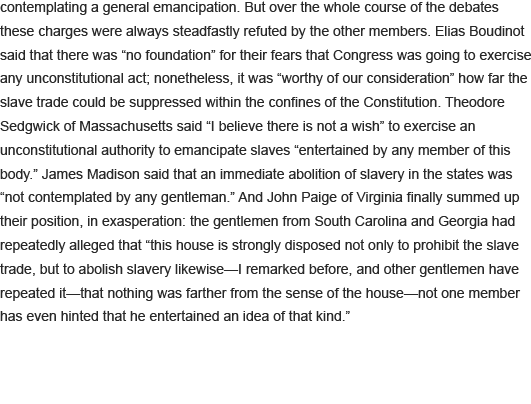 contemplating a general emancipation. But over the whole course of the debates
these charges were always steadfastly refuted by the other members. Elias Boudinot
said that there was “no foundation” for their fears that Congress was going to exercise
any unconstitutional act; nonetheless, it was “worthy of our consideration” how far the
slave trade could be suppressed within the confines of the Constitution. Theodore
Sedgwick of Massachusetts said “I believe there is not a wish” to exercise an
unconstitutional authority to emancipate slaves “entertained by any member of this
body.” James Madison said that an immediate abolition of slavery in the states was
“not contemplated by any gentleman.” And John Paige of Virginia finally summed up
their position, in exasperation: the gentlemen from South Carolina and Georgia had
repeatedly alleged that “this house is strongly disposed not only to prohibit the slave
trade, but to abolish slavery likewise—I remarked before, and other gentlemen have
repeated it—that nothing was farther from the sense of the house—not one member
has even hinted that he entertained an idea of that kind.”